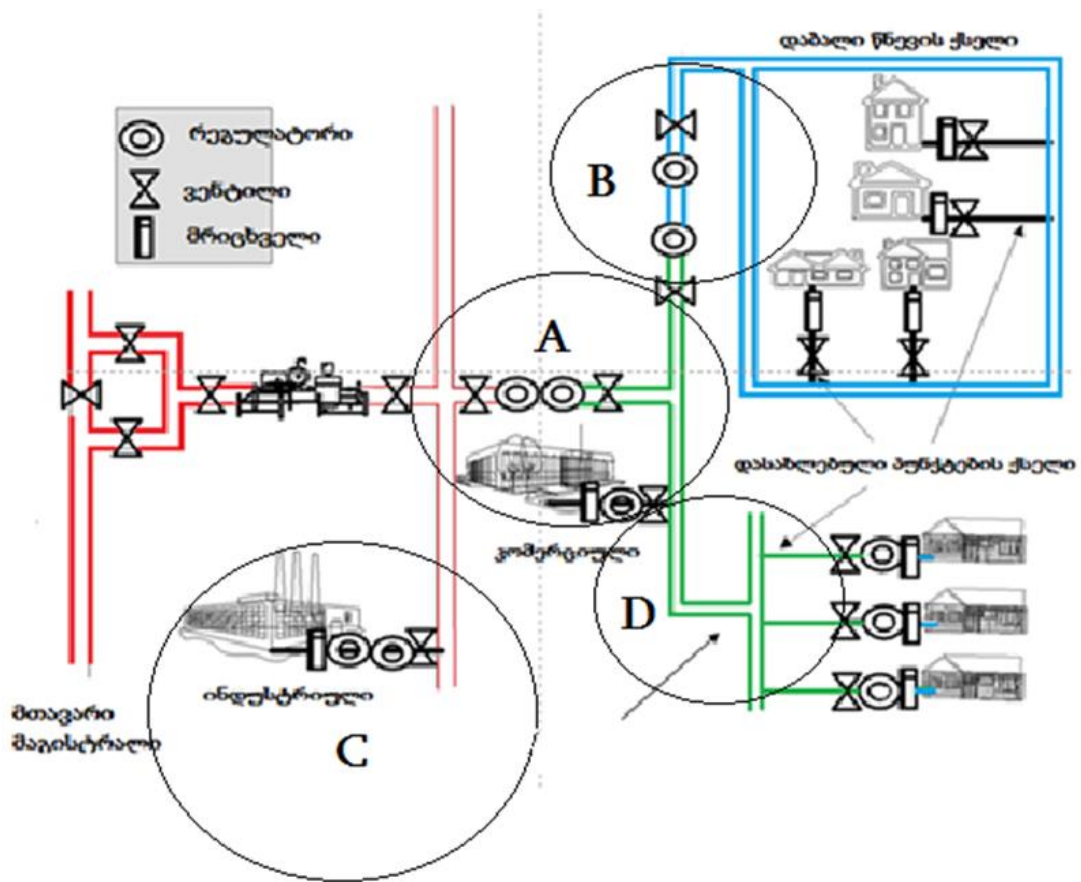 დაბალი წნევის ქსელი
რეგულატორი
ვენტილი
მრიცხველი
B
A
დასახლებული პუნქტების ქსელი
კომერციული
D
ინდუსტრიული
C
მთავარი
მაგისტრალი